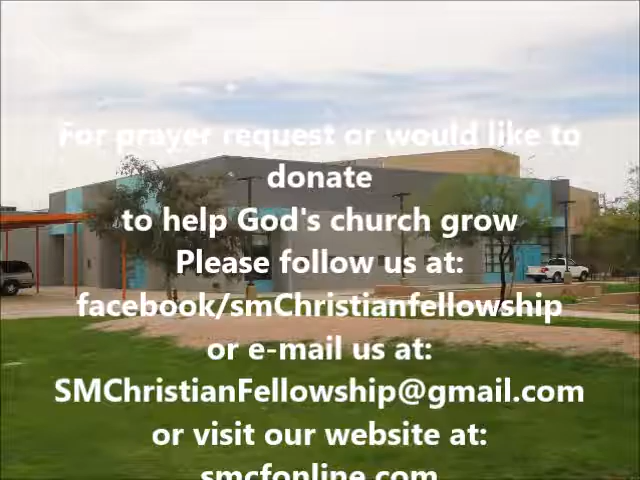 For prayer request or would like to
donate
to help God's church grow
Please follow us at:
facebook/smChristianfellowship
or e-mail us at:
SMChristianFellowship@gmail.com
or visit our website at:
smcfonline.com